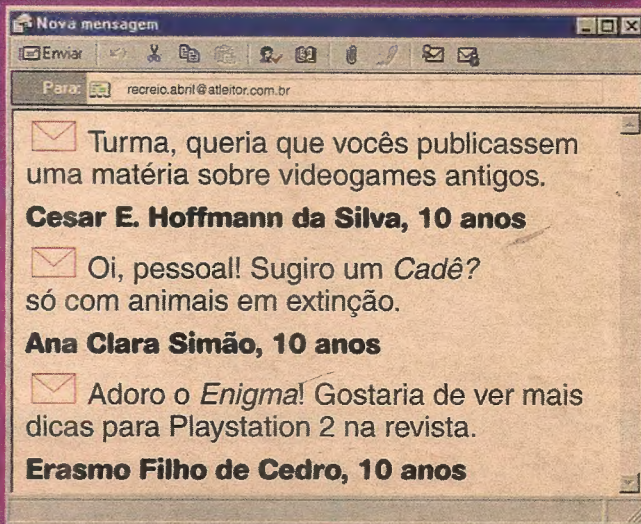 Nova mensagem
Enviar
Para: recreio.abril@atleitor.com.br
Turma, queria que vocês publicassem
uma matéria sobre videogames antigos.
Cesar E. Hoffmann da Silva, 10 anos
Oi, pessoal! Sugiro um Cadê?
só com animais em extinção.
Ana Clara Simão, 10 anos
Adoro o Enigma! Gostaria de ver mais
dicas para Playstation 2 na revista.
Erasmo Filho de Cedro, 10 anos